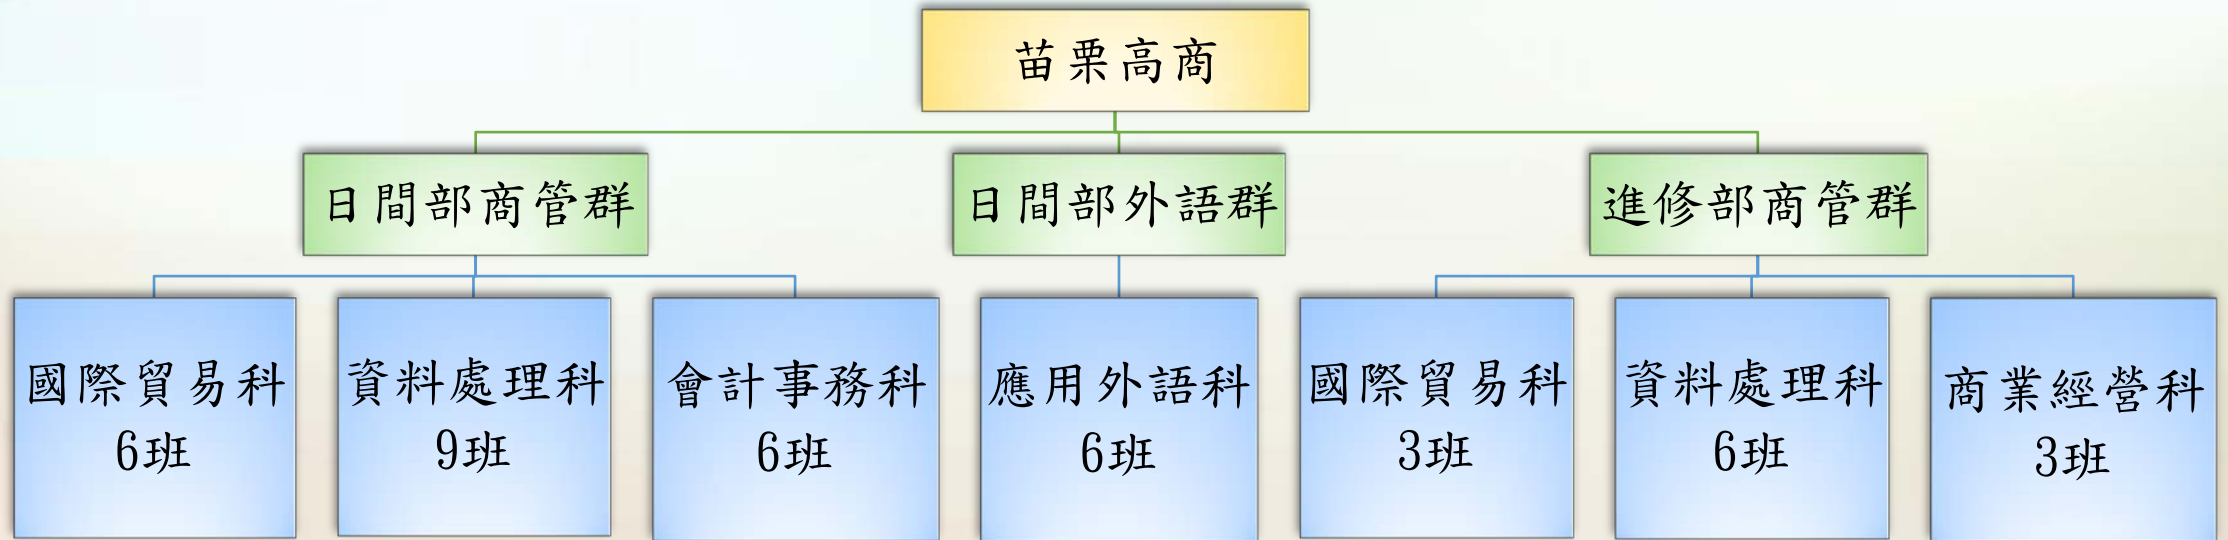 苗栗高商
日間部商管群
日間部外語群
進修部商管群
國際貿易科
6班
資料處理科
9班
會計事務科
6班
應用外語科
6班
國際貿易科
3班
資料處理科
6班
商業經營科
3班